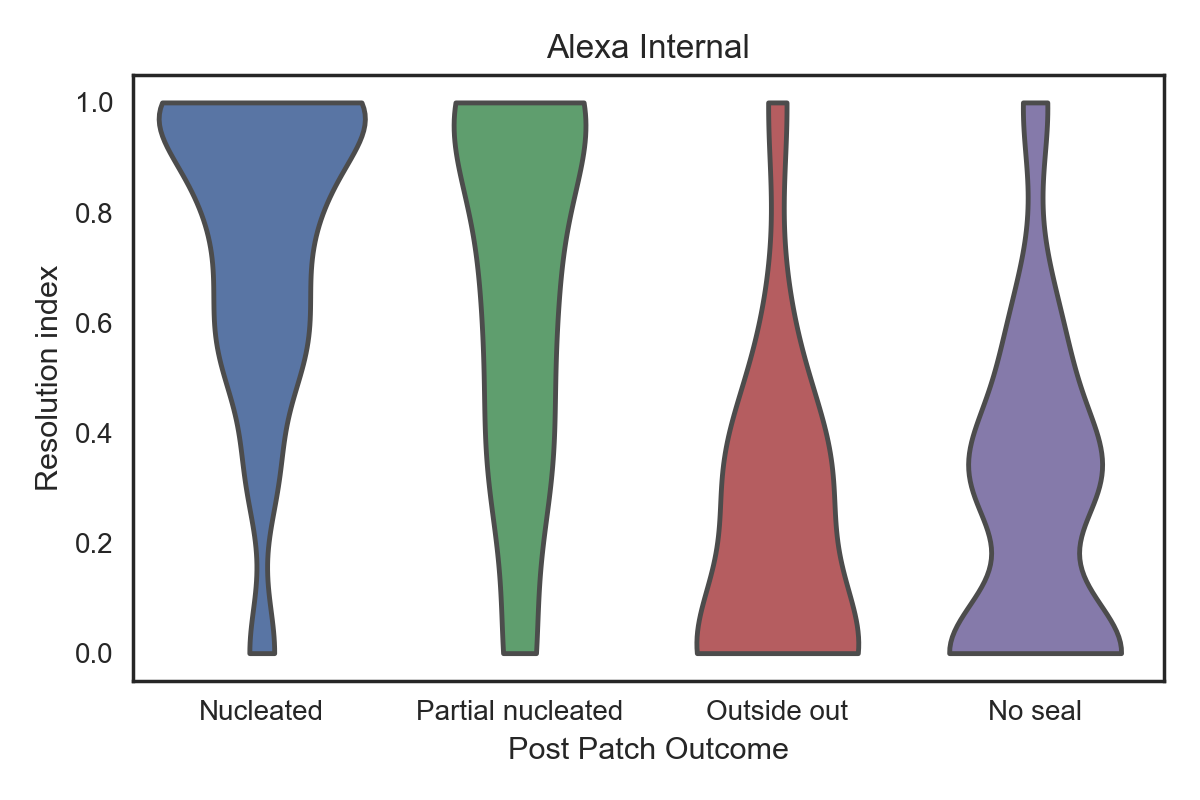 Alexa Internal
Resolution index
1.0
0.8
0.6
0.4
0.2
0.0
Nucleated
Partial nucleated
Outside out
No seal
Post Patch Outcome